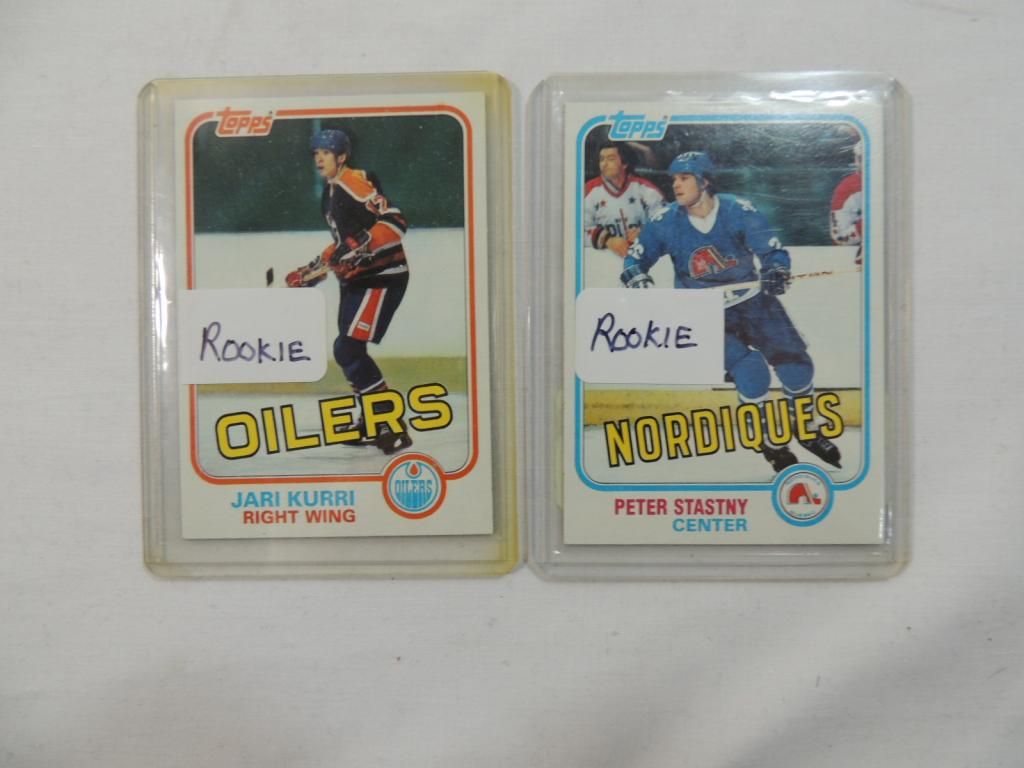 topps
ROOKIE
OILERS
OILERS
JARI KURRI
RIGHT WING
topps
ROOKIE
NORDIQUES
PETER STASTNY
CENTER